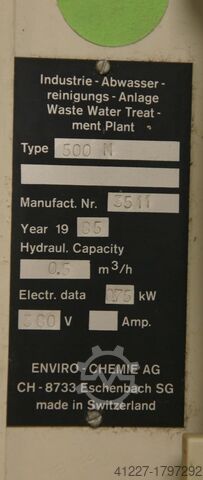 Industrie - Abwasser-
reinigungs - Anlage
Waste Water Treat -
ment Plant
Type 500 M
Manufact. Nr. 3511
Year 19
Hydraul. Capacity
0.5 m³/h
Electr. data 0.75 kW
380 V Amp.
ENVIRO - CHEMIE AG
CH - 8733 Eschenbach SG
made in Switzerland
41227-1797292